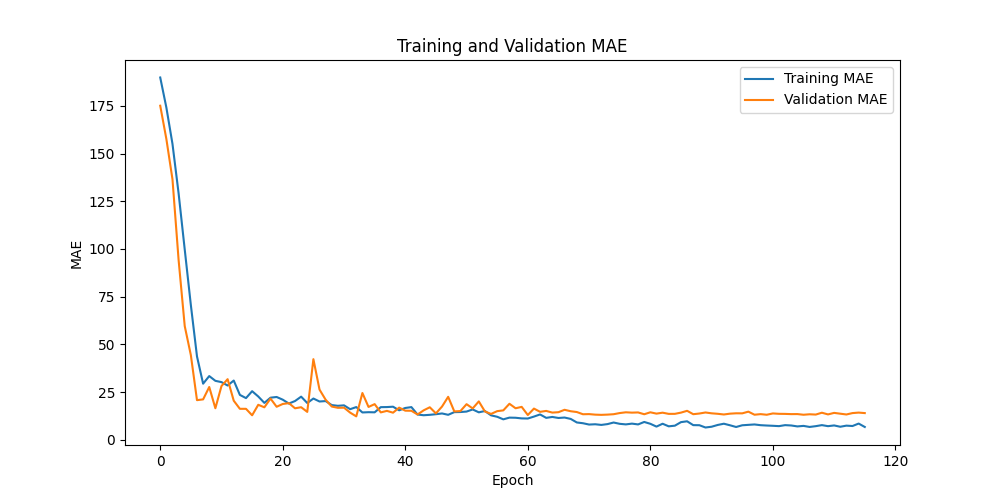 Training and Validation MAE
Training MAE
Validation MAE
MAE
175
150
125
100
75
50
25
0
0 20 40 60 80 100 120
Epoch